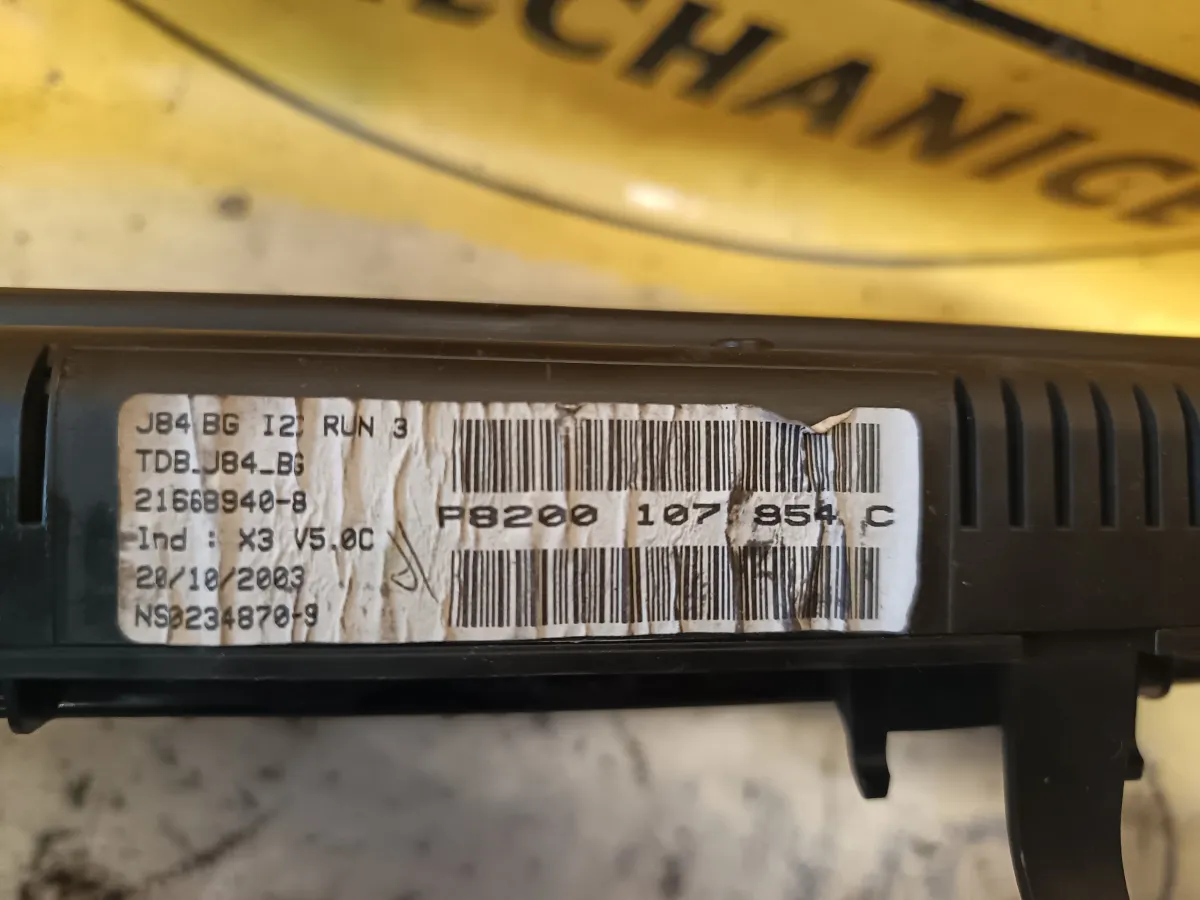 MECHANIC
J84 BG I2C RUN 3
TDB_J84_BG
21668940-8
Ind : X3 V5.0C
20/10/2003
NS0234870-9
P8200 107 854 C